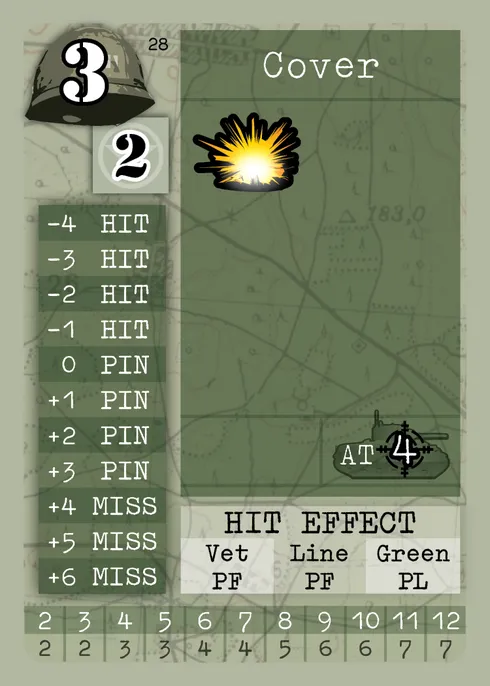 3
28
Cover
2
183,0
-4 HIT
-3 HIT
-2 HIT
-1 HIT
0 PIN
+1 PIN
+2 PIN
+3 PIN
+4 MISS
+5 MISS
+6 MISS
AT 4
HIT EFFECT
Vet Line Green
PF PF PL
2 3 4 5 6 7 8 9 10 11 12
2 2 3 3 4 4 5 6 6 7 7